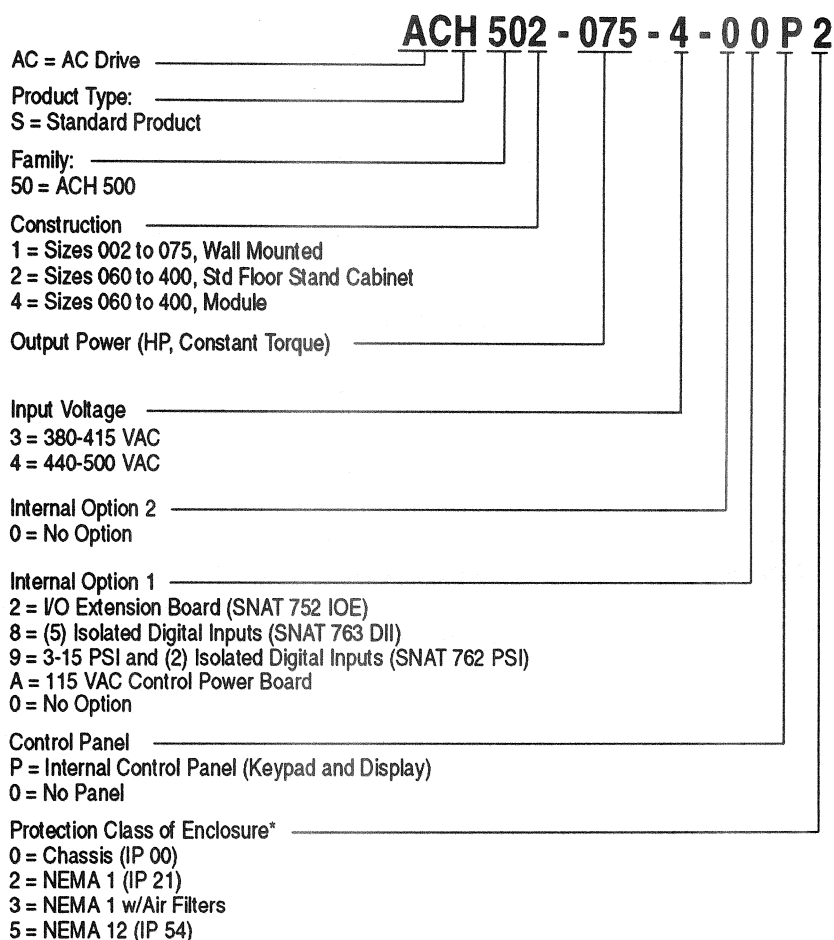 ACH 502 - 075 - 4 - 0 0 P 2
AC = AC Drive
Product Type:
S = Standard Product
Family:
50 = ACH 500
Construction
1 = Sizes 002 to 075, Wall Mounted
2 = Sizes 060 to 400, Std Floor Stand Cabinet
4 = Sizes 060 to 400, Module
Output Power (HP, Constant Torque)
Input Voltage
3 = 380-415 VAC
4 = 440-500 VAC
Internal Option 2
0 = No Option
Internal Option 1
2 = I/O Extension Board (SNAT 752 IOE)
8 = (5) Isolated Digital Inputs (SNAT 763 DII)
9 = 3-15 PSI and (2) Isolated Digital Inputs (SNAT 762 PSI)
A = 115 VAC Control Power Board
0 = No Option
Control Panel
P = Internal Control Panel (Keypad and Display)
0 = No Panel
Protection Class of Enclosure*
0 = Chassis (IP 00)
2 = NEMA 1 (IP 21)
3 = NEMA 1 w/Air Filters
5 = NEMA 12 (IP 54)